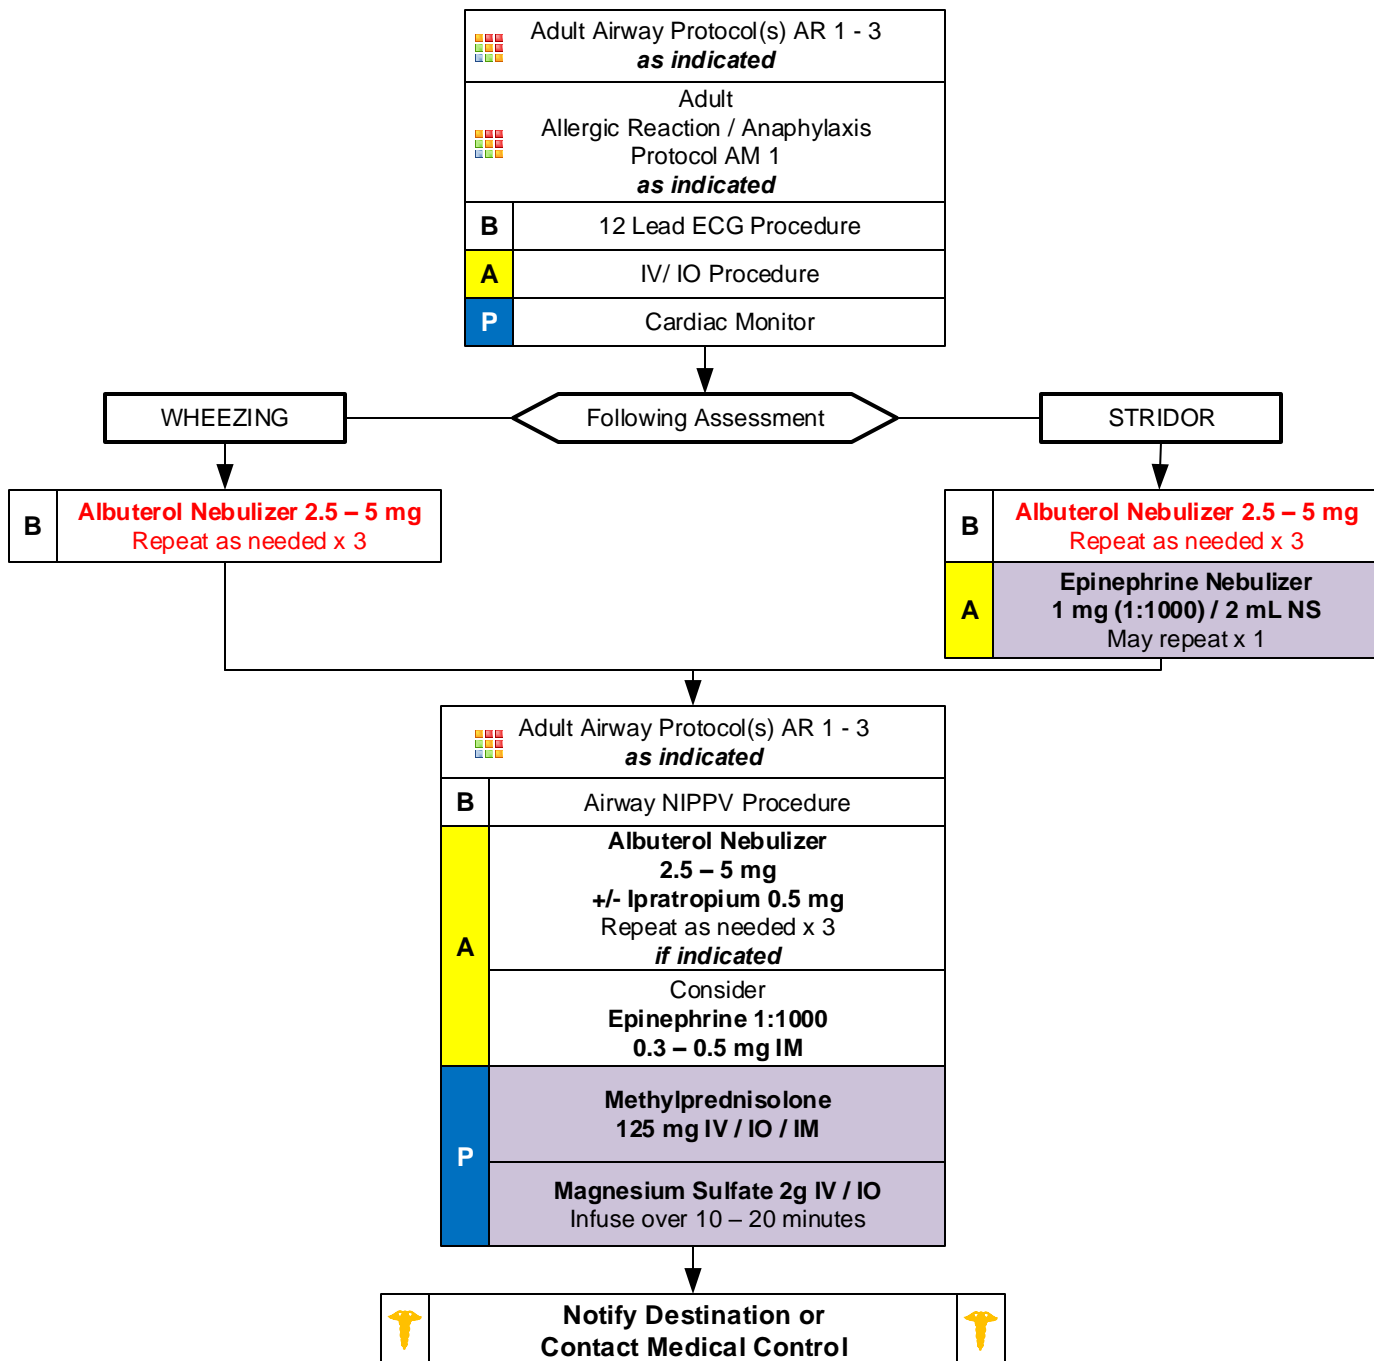 Adult Airway Protocol(s) AR 1 - 3
as indicated
Adult
Allergic Reaction / Anaphylaxis
Protocol AM 1
as indicated
B
12 Lead ECG Procedure
A
IV/ IO Procedure
P
Cardiac Monitor
WHEEZING
Following Assessment
STRIDOR
B
Albuterol Nebulizer 2.5 – 5 mg
Repeat as needed x 3
B
Albuterol Nebulizer 2.5 – 5 mg
Repeat as needed x 3
A
Epinephrine Nebulizer
1 mg (1:1000) / 2 mL NS
May repeat x 1
Adult Airway Protocol(s) AR 1 - 3
as indicated
B
Airway NIPPV Procedure
A
Albuterol Nebulizer
2.5 – 5 mg
+/- Ipratropium 0.5 mg
Repeat as needed x 3
if indicated
Consider
Epinephrine 1:1000
0.3 – 0.5 mg IM
P
Methylprednisolone
125 mg IV / IO / IM
Magnesium Sulfate 2g IV / IO
Infuse over 10 – 20 minutes
Notify Destination or
Contact Medical Control